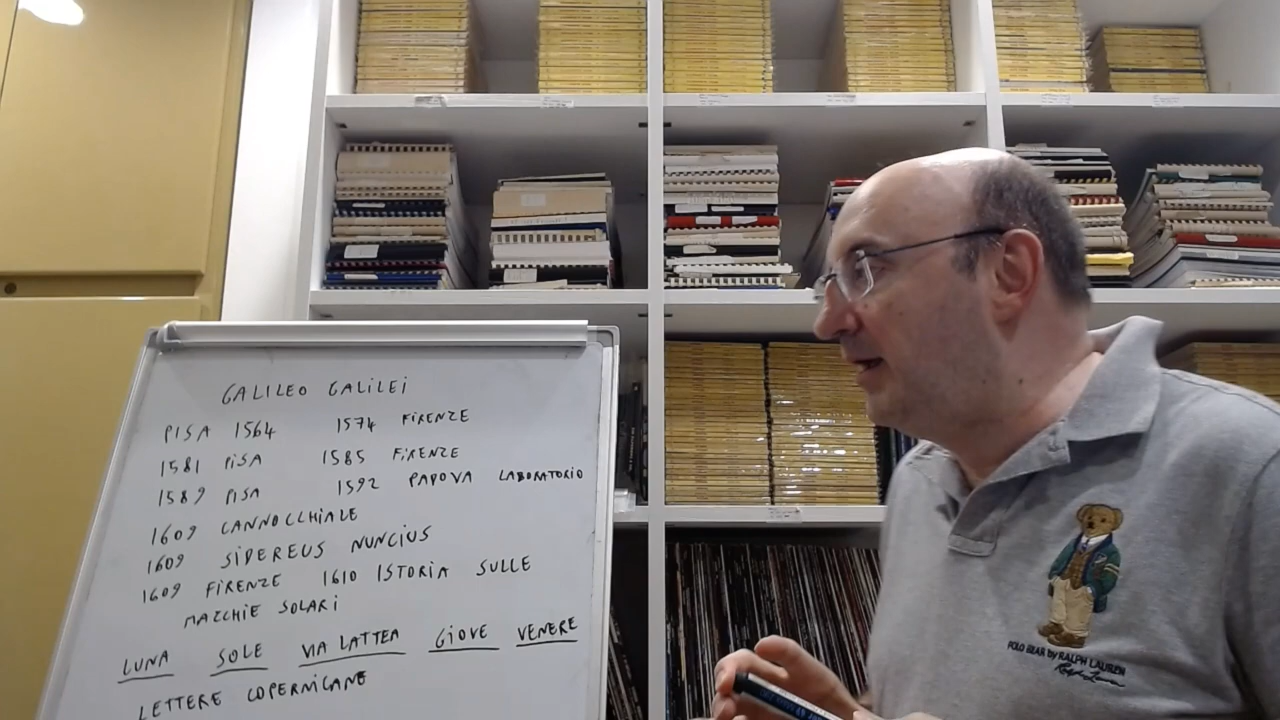 GALILEO GALILEI
PISA 1564 1574 FIRENZE
1581 PISA 1585 FIRENZE
1589 PISA 1592 PADOVA LABORATORIO
1609 CANNOCCHIALE
1609 SIDEREUS NUNCIUS
1609 FIRENZE 1610 ISTORIA SULLE
MACCHIE SOLARI
LUNA SOLE VIA LATTEA GIOVE VENERE
LETTERE COPERNICANE
POLO BEAR by RALPH LAUREN
Ralph Lauren